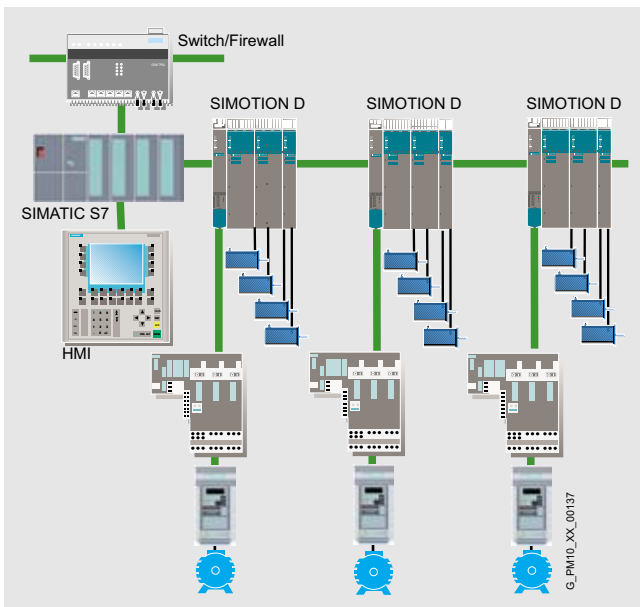 Switch/Firewall
SIMOTION D
SIMOTION D
SIMOTION D
SIMATIC S7
HMI
G_PM10_XX_00137